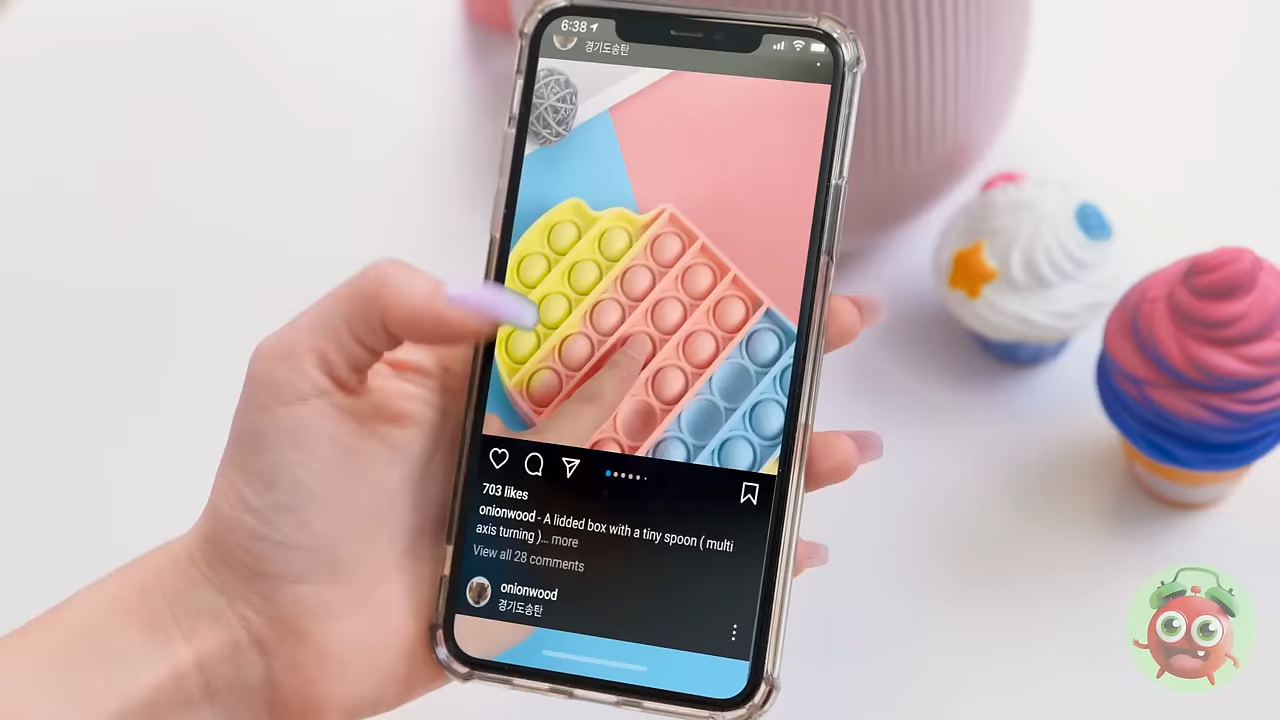 6:38
경기도송탄
703 likes
onionwood - A lidded box with a tiny spoon ( multi
axis turning )... more
View all 28 comments
onionwood
경기도송탄